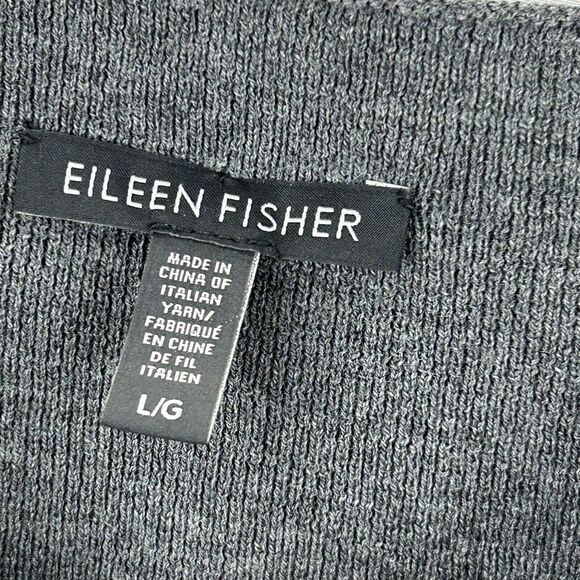 EILEEN FISHER
MADE IN
CHINA OF
ITALIAN
YARN/
FABRIQUÉ
EN CHINE
DE FIL
ITALIEN
L/G